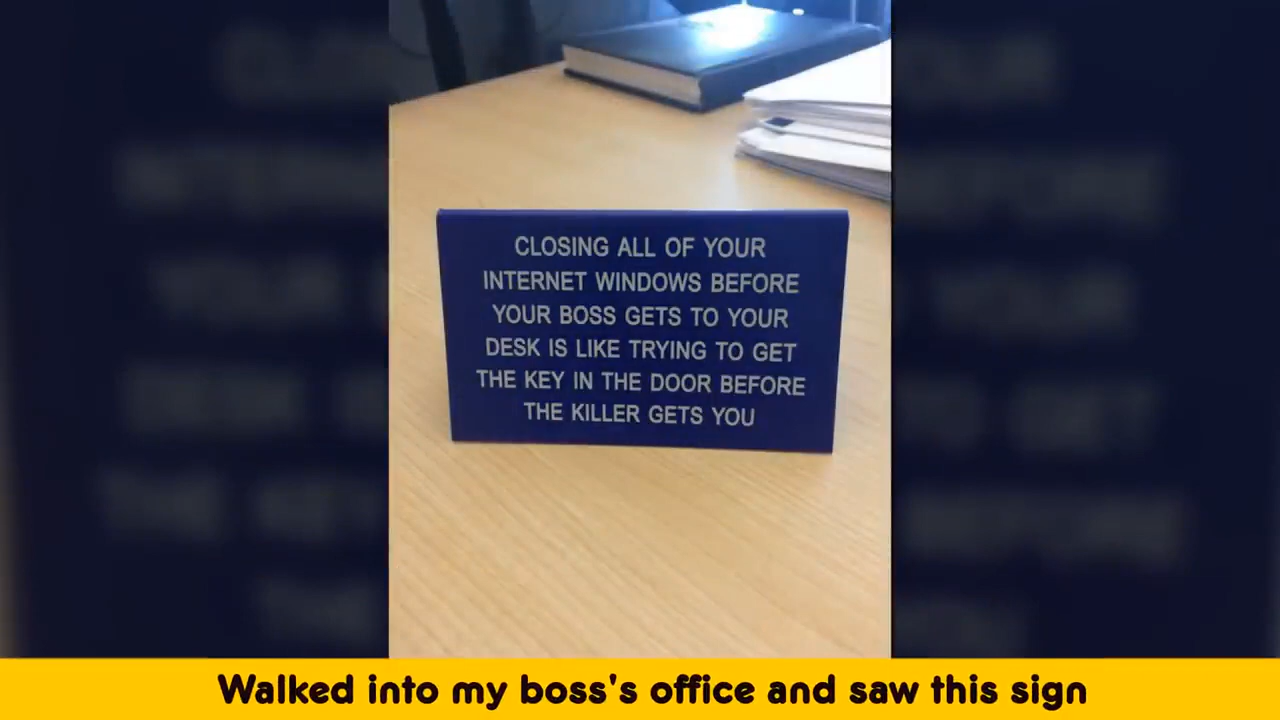 CLOSING ALL OF YOUR
INTERNET WINDOWS BEFORE
YOUR BOSS GETS TO YOUR
DESK IS LIKE TRYING TO GET
THE KEY IN THE DOOR BEFORE
THE KILLER GETS YOU
Walked into my boss's office and saw this sign